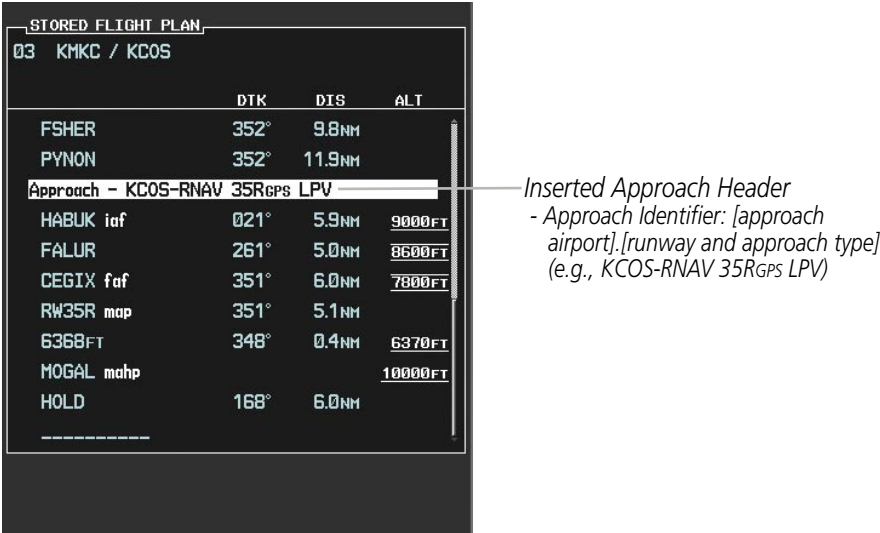 STORED FLIGHT PLAN
03 KMKC / KCOS
DTK DIS ALT
FSHER 352° 9.8NM
PYNON 352° 11.9NM
Approach – KCOS-RNAV 35RGPS LPV
HABUK iaf 021° 5.9NM 9000FT
FALUR 261° 5.0NM 8600FT
CEGIX faf 351° 6.0NM 7800FT
RW35R map 351° 5.1NM
6368FT 348° 0.4NM 6370FT
MOGAL mahp 10000FT
HOLD 168° 6.0NM
__________
Inserted Approach Header
- Approach Identifier: [approach
airport].[runway and approach type]
(e.g., KCOS-RNAV 35RGPS LPV)